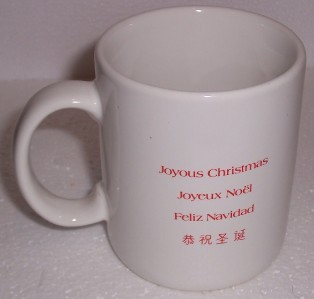 Joyous Christmas
Joyeux Noël
Feliz Navidad
恭祝圣诞